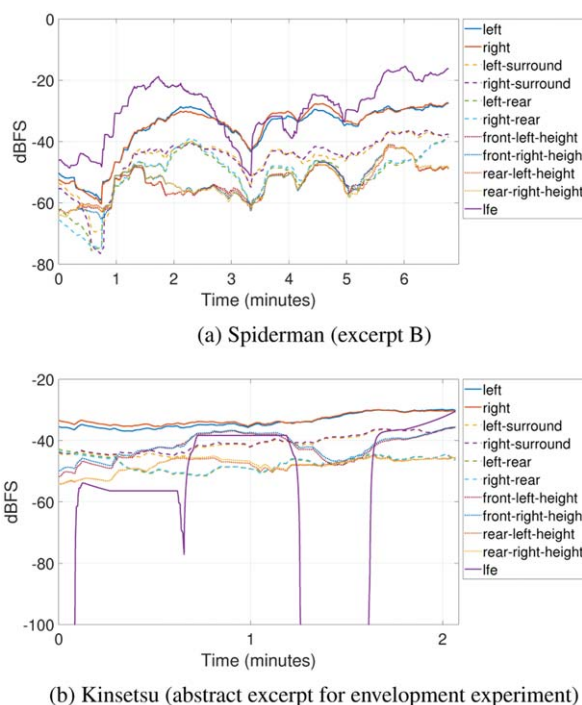 0
-20
-40
-60
-80
dBFS
0 1 2 3 4 5 6
Time (minutes)
left
right
left-surround
right-surround
left-rear
right-rear
front-left-height
front-right-height
rear-left-height
rear-right-height
lfe
(a) Spiderman (excerpt B)
-20
-40
-60
-80
-100
dBFS
0 1 2
Time (minutes)
left
right
left-surround
right-surround
left-rear
right-rear
front-left-height
front-right-height
rear-left-height
rear-right-height
lfe
(b) Kinsetsu (abstract excerpt for envelopment experiment)